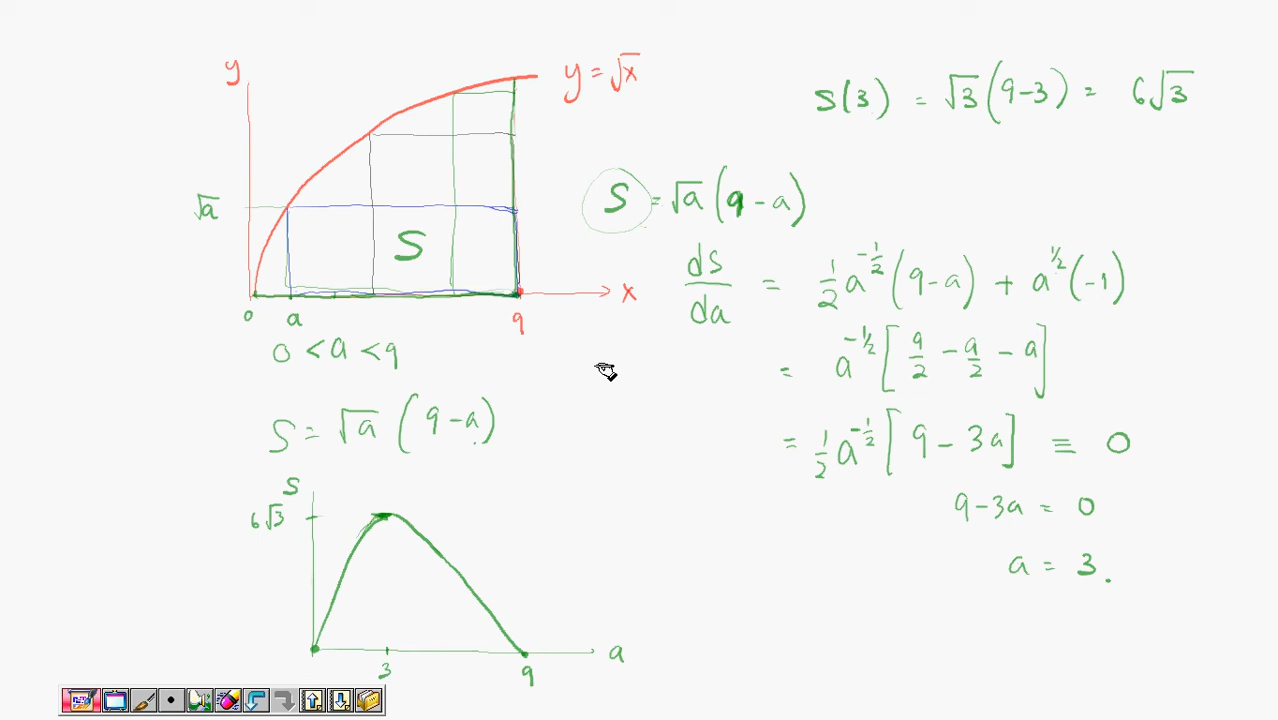 y
y = √x
√a
S
0
a
9
x
0 < a < 9
S = √a (9 - a)
S
6√3
3
9
a
S(3) = √3 (9-3) = 6√3
S = √a (9 - a)
dS/da = 1/2 a^{-1/2} (9-a) + a^{1/2} (-1)
= a^{-1/2} [9/2 - a/2 - a]
= 1/2 a^{-1/2} [9 - 3a] ≡ 0
9-3a = 0
a = 3.